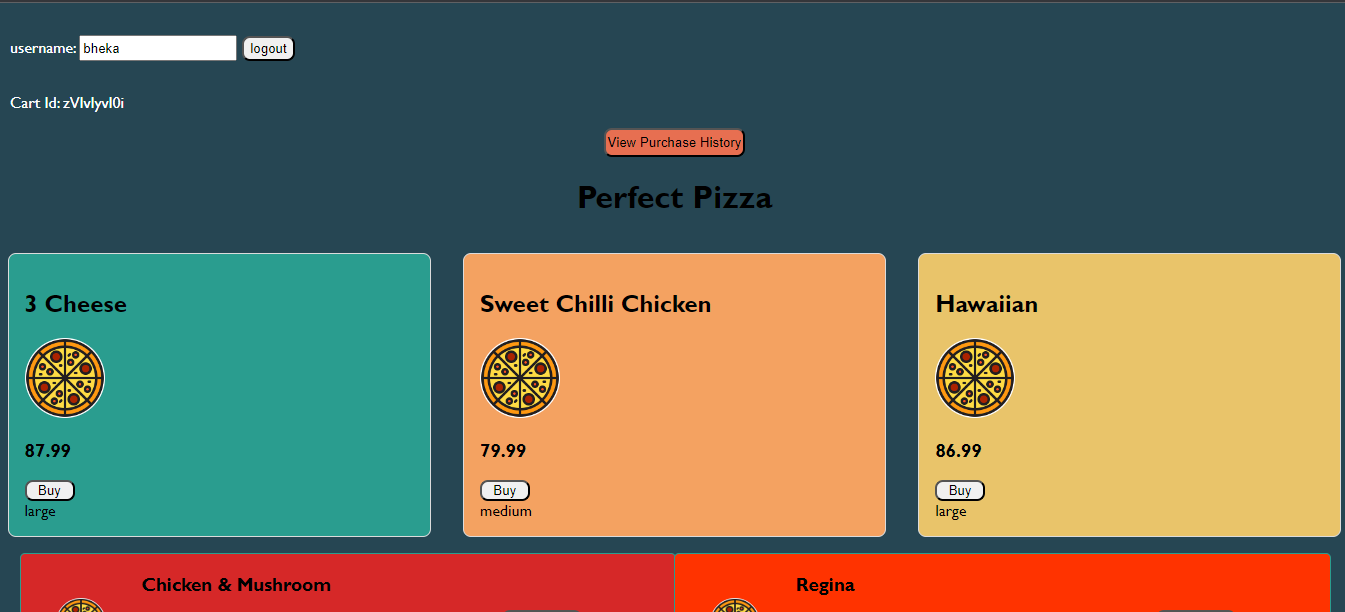 username: bheka logout
Cart Id: zVlvlyvl0i
View Purchase History
Perfect Pizza
3 Cheese
87.99
Buy
large
Sweet Chilli Chicken
79.99
Buy
medium
Hawaiian
86.99
Buy
large
Chicken & Mushroom
Regina